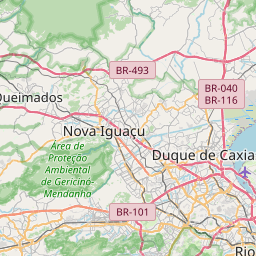 BR-493
BR-040
BR-116
Queimados
Nova Iguaçu
Duque de Caxia
Área de
Proteção
Ambiental
de Gericinó-
Mendanha
BR-101
Rio